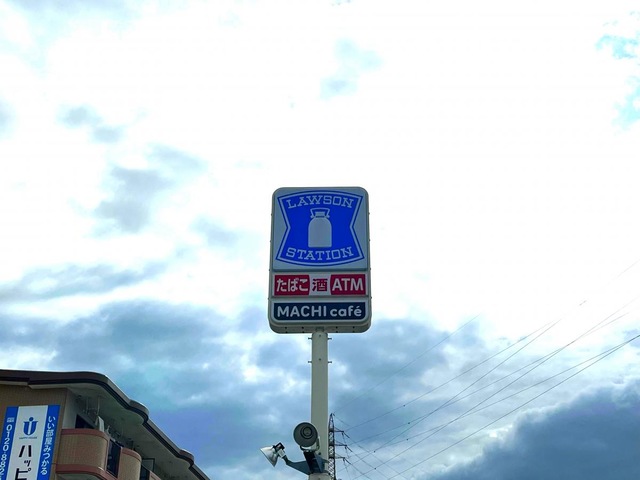 LAWSON
STATION
たばこ 酒 ATM
MACHI café
いい部屋みつかる
ハッピ
0120-882